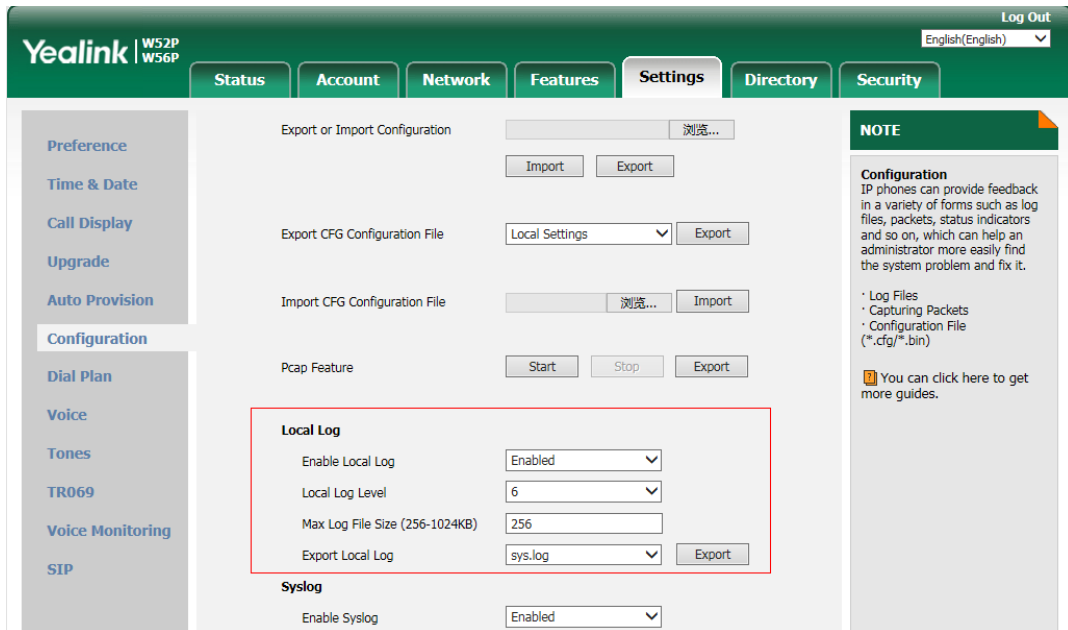 Log Out
Yealink W52P W56P
English(English)
Status Account Network Features Settings Directory Security
Preference
Time & Date
Call Display
Upgrade
Auto Provision
Configuration
Dial Plan
Voice
Tones
TR069
Voice Monitoring
SIP
Export or Import Configuration 浏览...
Import Export
Export CFG Configuration File Local Settings Export
Import CFG Configuration File 浏览... Import
Pcap Feature Start Stop Export
Local Log
Enable Local Log Enabled
Local Log Level 6
Max Log File Size (256-1024KB) 256
Export Local Log sys.log Export
Syslog
Enable Syslog Enabled
NOTE
Configuration
IP phones can provide feedback
in a variety of forms such as log
files, packets, status indicators
and so on, which can help an
administrator more easily find
the system problem and fix it.
· Log Files
· Capturing Packets
· Configuration File
(*.cfg/*.bin)
? You can click here to get
more guides.